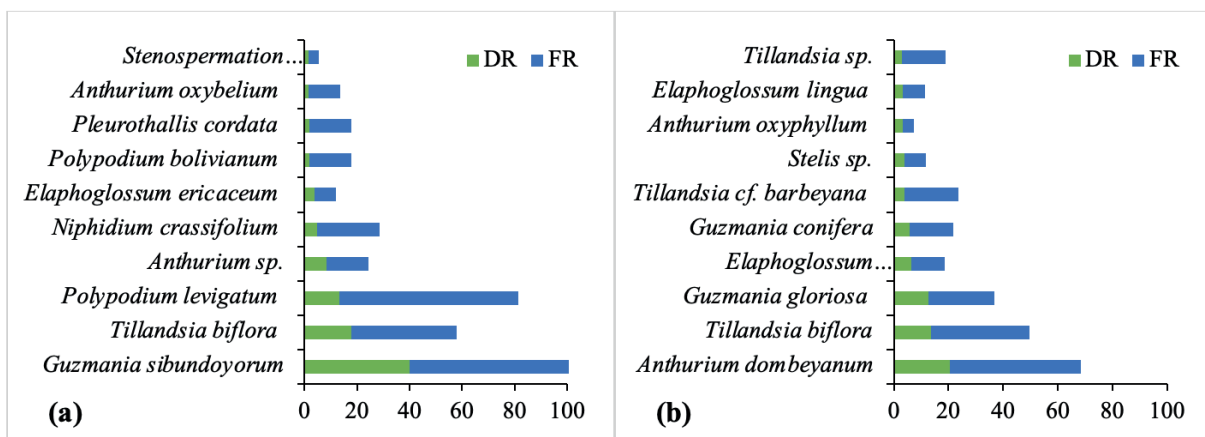 DR FR
Stenospermation ...
Anthurium oxybelium
Pleurothallis cordata
Polypodium bolivianum
Elaphoglossum ericaceum
Niphidium crassifolium
Anthurium sp.
Polypodium levigatum
Tillandsia biflora
Guzmania sibundoyorum
0 20 40 60 80 100
(a)
DR FR
Tillandsia sp.
Elaphoglossum lingua
Anthurium oxyphyllum
Stelis sp.
Tillandsia cf. barbeyana
Guzmania conifera
Elaphoglossum ...
Guzmania gloriosa
Tillandsia biflora
Anthurium dombeyanum
0 20 40 60 80 100
(b)